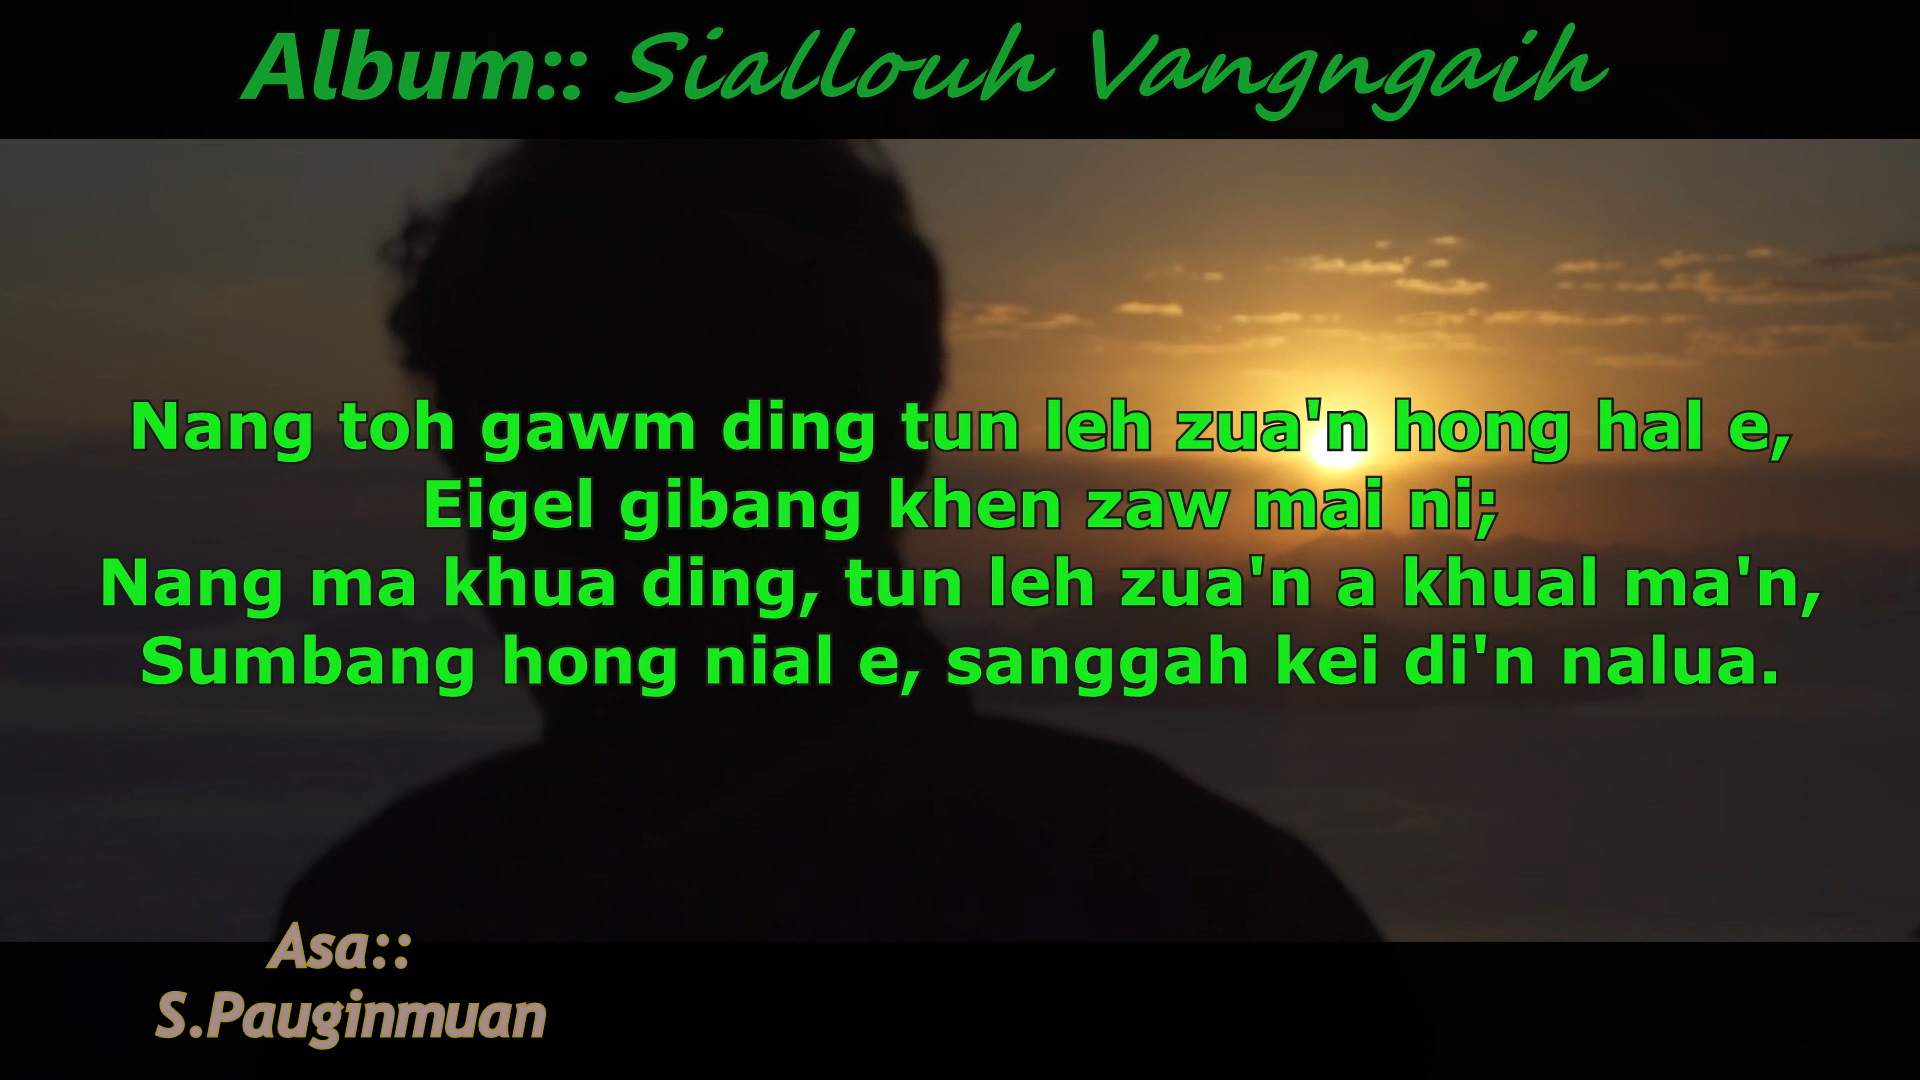 Album:: Siallouh Vangngaih
Nang toh gawm ding tun leh zua'n hong hal e,
Eigel gibang khen zaw mai ni;
Nang ma khua ding, tun leh zua'n a khual ma'n,
Sumbang hong nial e, sanggah kei di'n nalua.
Asa::
S.Pauginmuan